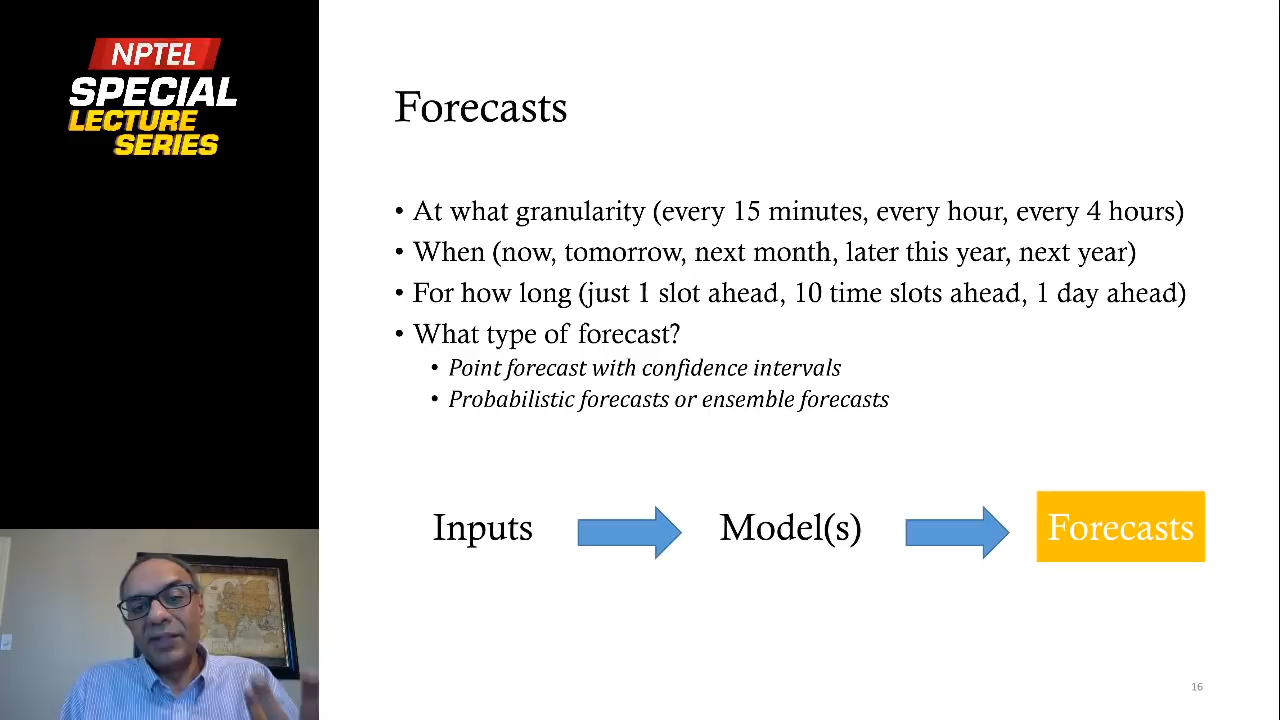 NPTEL
SPECIAL
LECTURE
SERIES
Forecasts
• At what granularity (every 15 minutes, every hour, every 4 hours)
• When (now, tomorrow, next month, later this year, next year)
• For how long (just 1 slot ahead, 10 time slots ahead, 1 day ahead)
• What type of forecast?
• Point forecast with confidence intervals
• Probabilistic forecasts or ensemble forecasts
Inputs
Model(s)
Forecasts
16